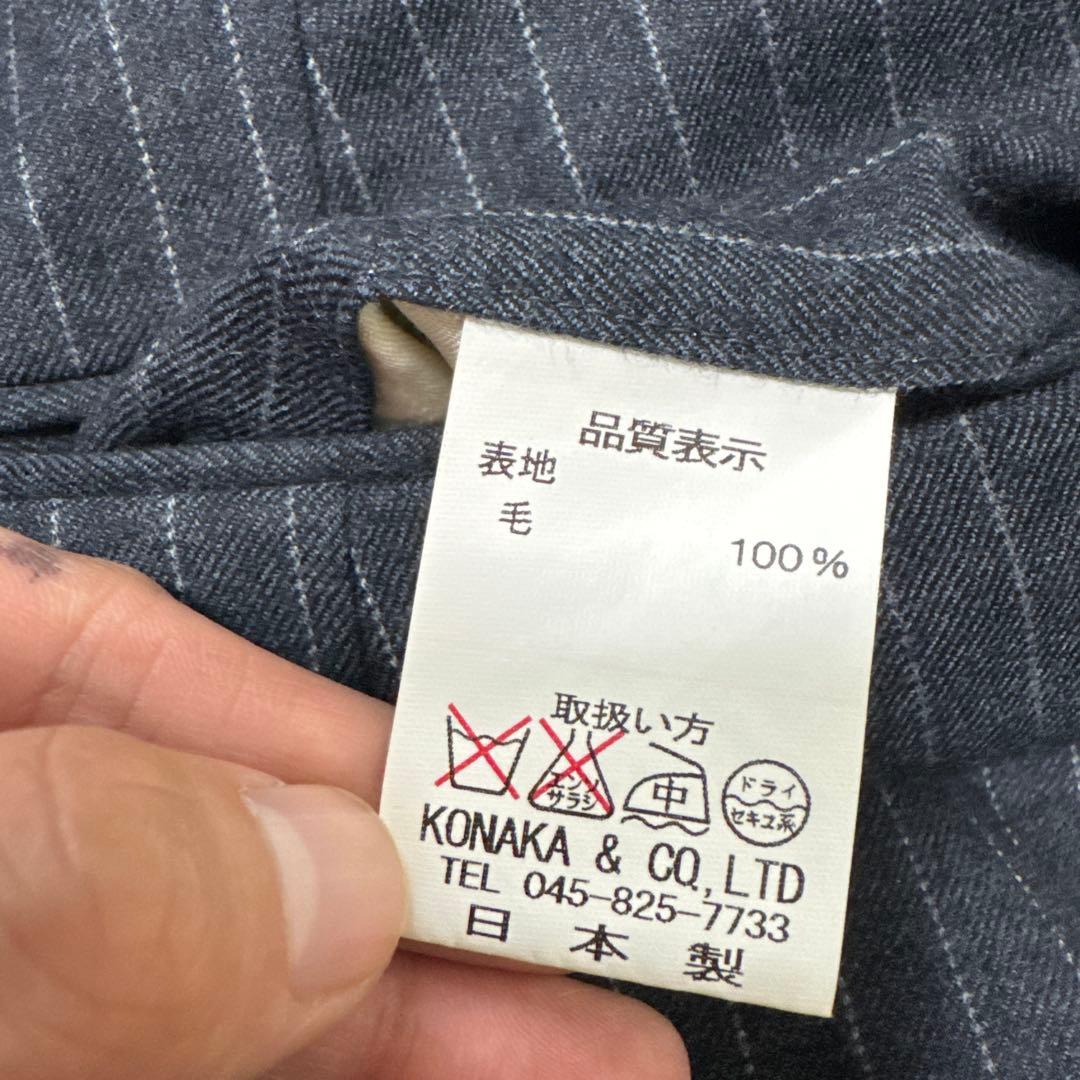 品質表示
表地
毛
100%
取扱い方
エンソ
サラシ
中
ドライ
セキユ系
KONAKA & CO., LTD
TEL 045-825-7733
日本製